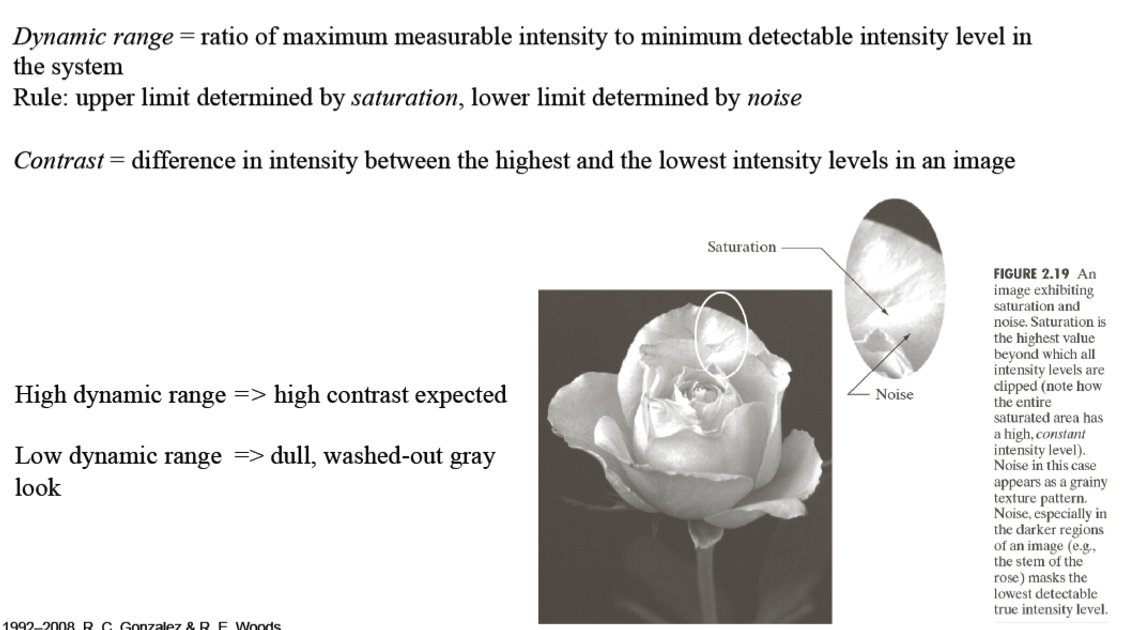 Dynamic range = ratio of maximum measurable intensity to minimum detectable intensity level in
the system
Rule: upper limit determined by saturation, lower limit determined by noise
Contrast = difference in intensity between the highest and the lowest intensity levels in an image
High dynamic range => high contrast expected
Low dynamic range => dull, washed-out gray
look
Saturation
Noise
FIGURE 2.19 An
image exhibiting
saturation and
noise. Saturation is
the highest value
beyond which all
intensity levels are
clipped (note how
the entire
saturated area has
a high, constant
intensity level).
Noise in this case
appears as a grainy
texture pattern.
Noise, especially in
the darker regions
of an image (e.g.,
the stem of the
rose) masks the
lowest detectable
true intensity level.
1992–2008 R. C. Gonzalez & R. E. Woods